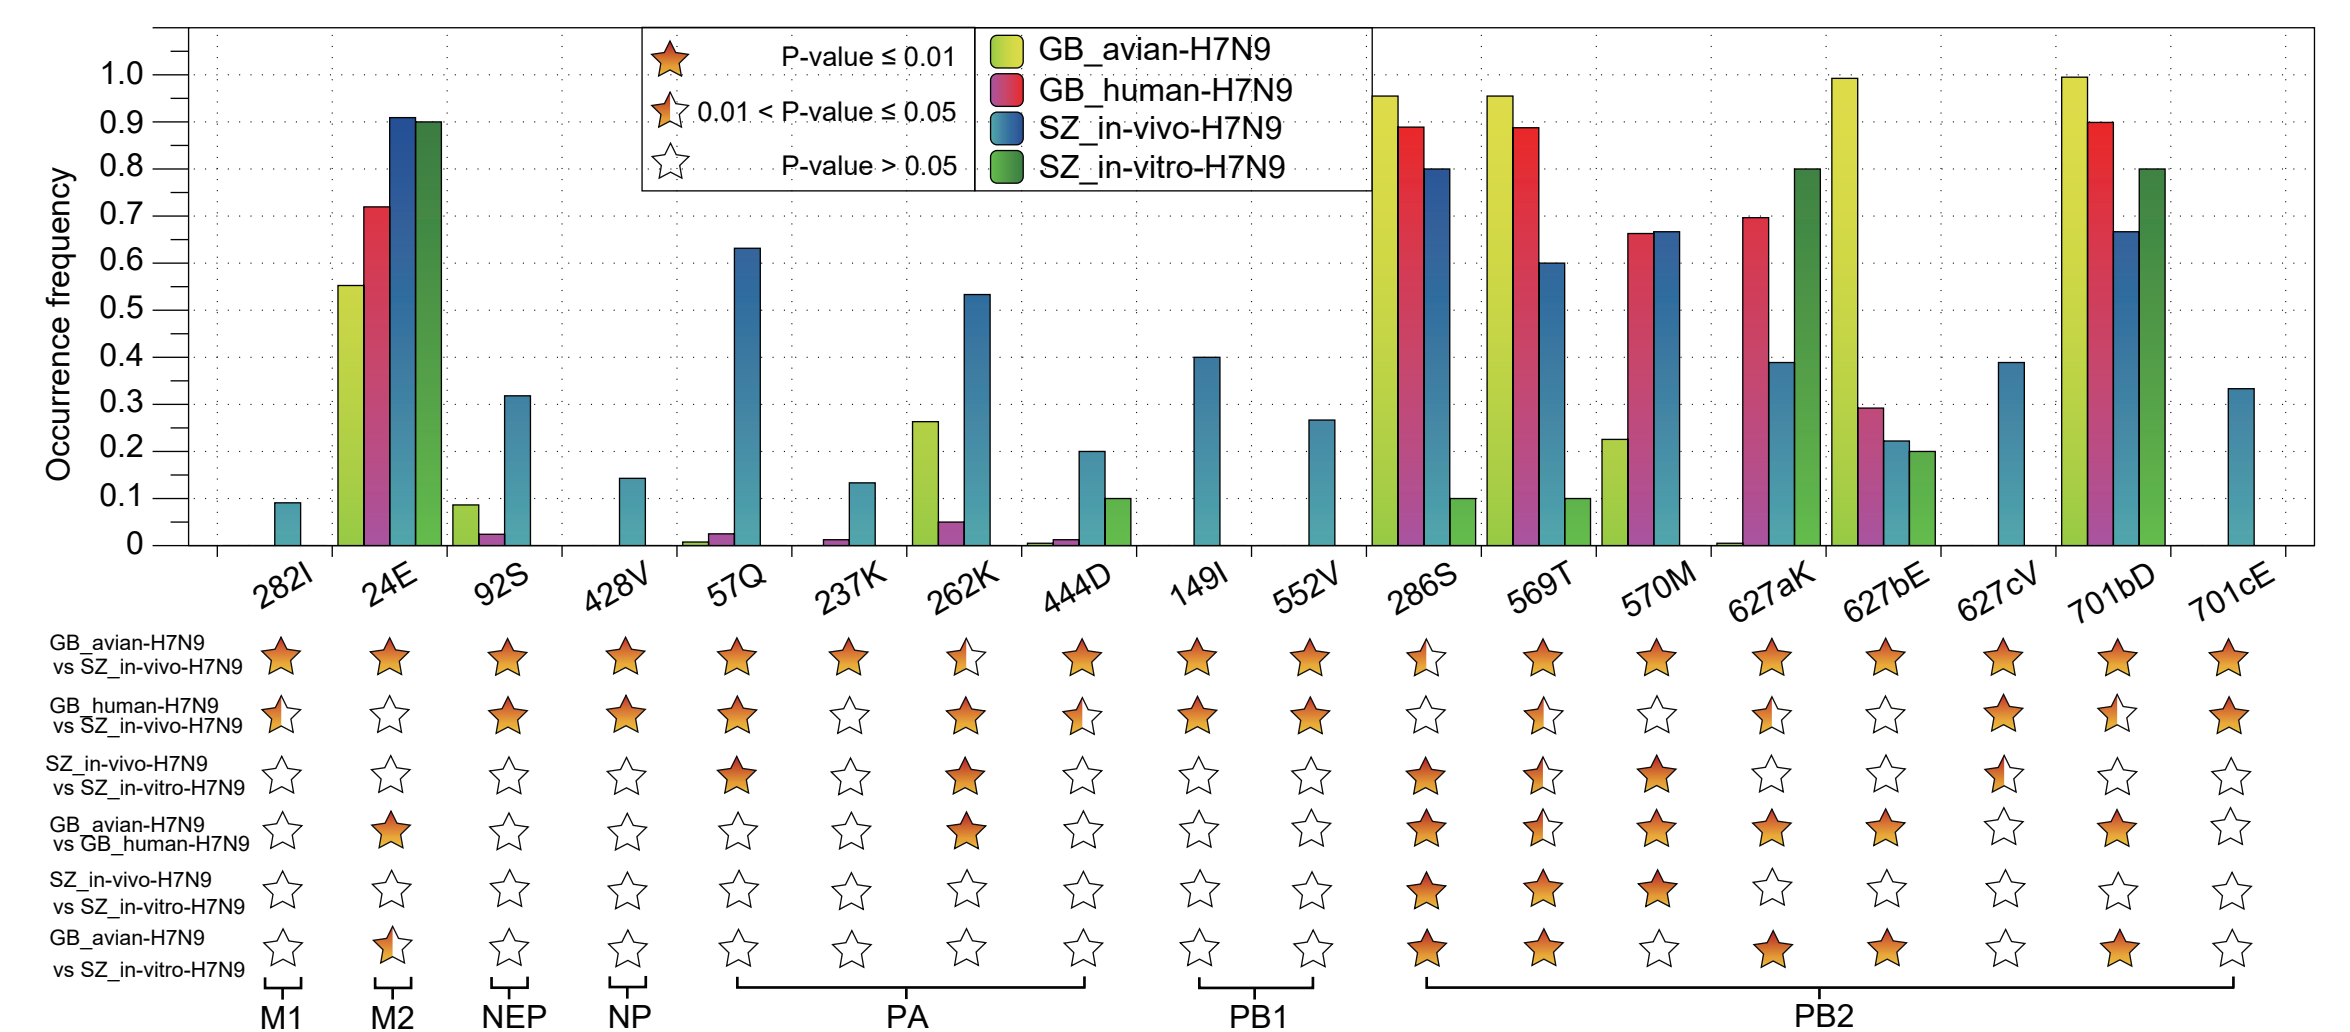 P-value ≤ 0.01
0.01 < P-value ≤ 0.05
P-value > 0.05
GB_avian-H7N9
GB_human-H7N9
SZ_in-vivo-H7N9
SZ_in-vitro-H7N9
Occurrence frequency
1.0
0.9
0.8
0.7
0.6
0.5
0.4
0.3
0.2
0.1
0
282I 24E 92S 428V 57Q 237K 262K 444D 149I 552V 286S 569T 570M 627aK 627bE 627cV 701bD 701cE
GB_avian-H7N9
vs SZ_in-vivo-H7N9
GB_human-H7N9
vs SZ_in-vivo-H7N9
SZ_in-vivo-H7N9
vs SZ_in-vitro-H7N9
GB_avian-H7N9
vs GB_human-H7N9
SZ_in-vivo-H7N9
vs SZ_in-vitro-H7N9
GB_avian-H7N9
vs SZ_in-vitro-H7N9
M1 M2 NEP NP PA PB1 PB2